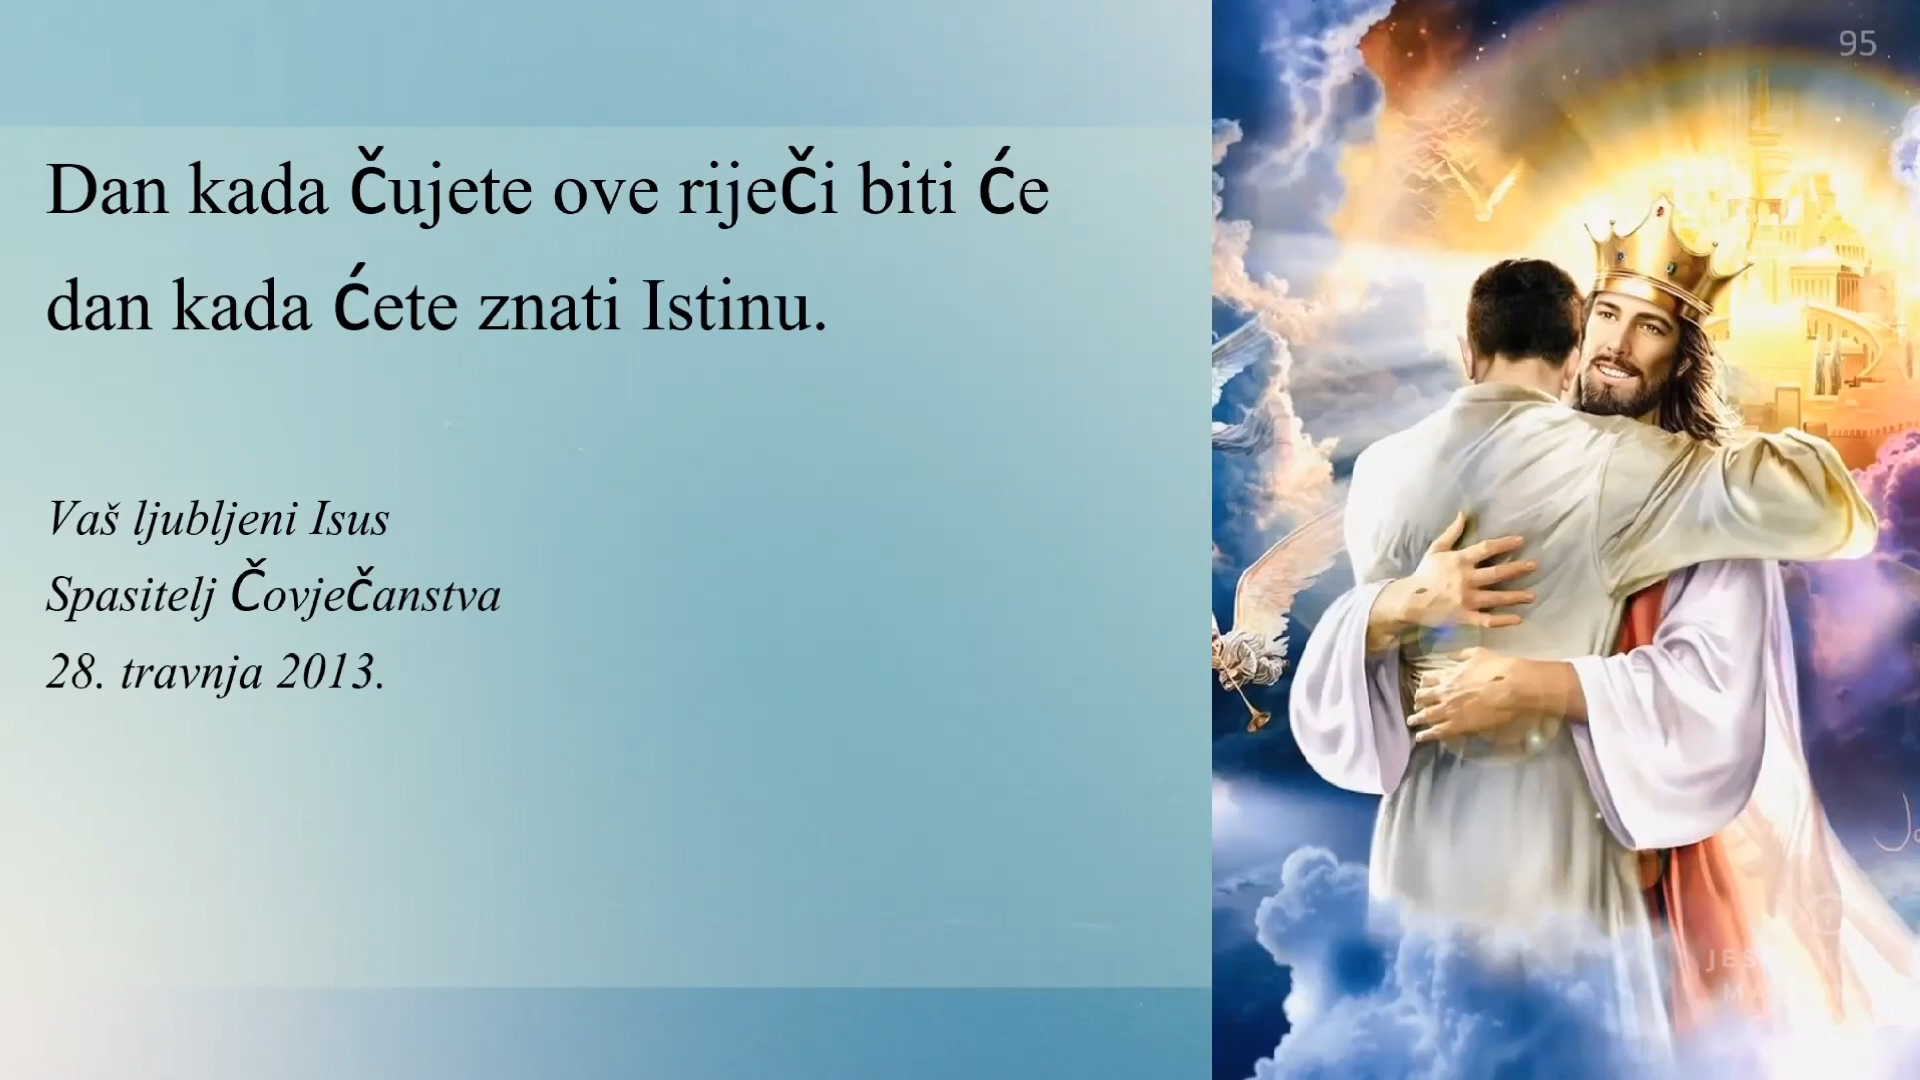 95
Dan kada čujete ove riječi biti će
dan kada ćete znati Istinu.
Vaš ljubljeni Isus
Spasitelj Čovječanstva
28. travnja 2013.